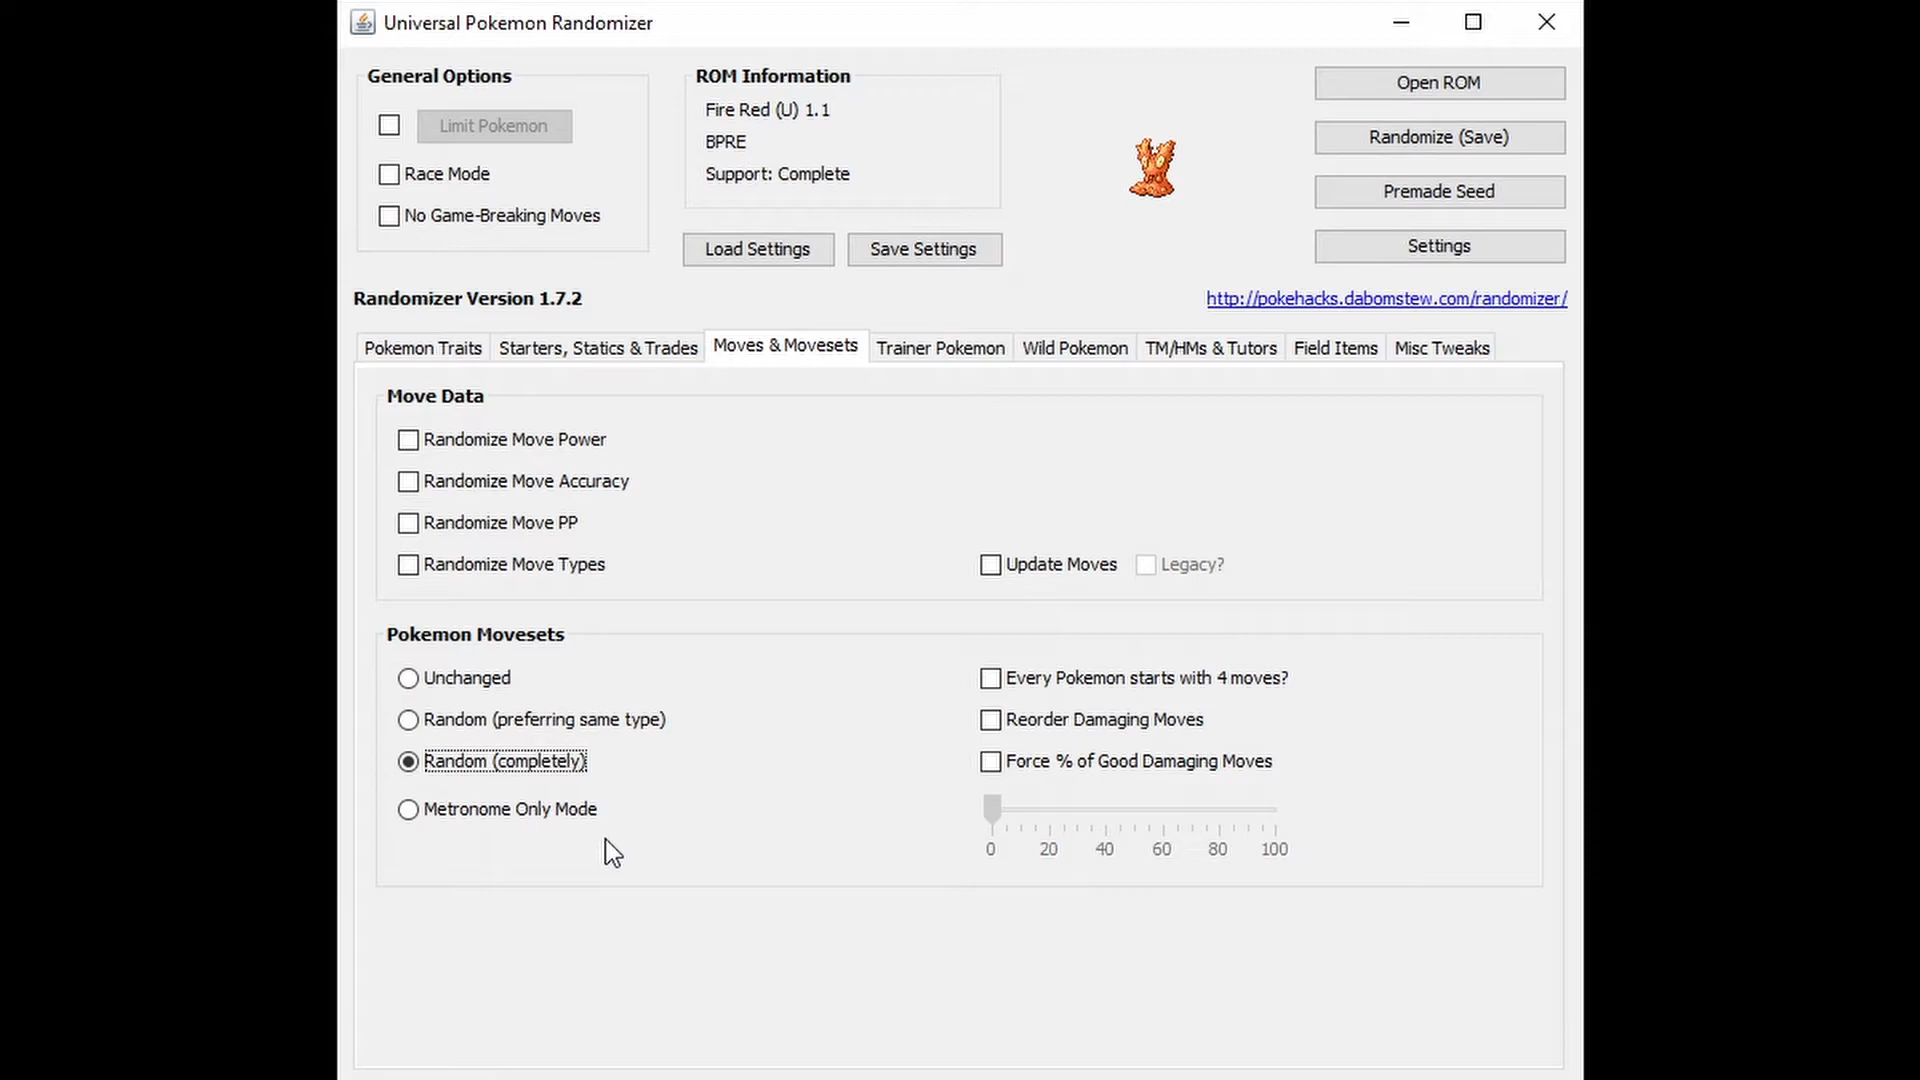 Universal Pokemon Randomizer
General Options
Limit Pokemon
Race Mode
No Game-Breaking Moves
ROM Information
Fire Red (U) 1.1
BPRE
Support: Complete
Load Settings
Save Settings
Open ROM
Randomize (Save)
Premade Seed
Settings
Randomizer Version 1.7.2
http://pokehacks.dabomstew.com/randomizer/
Pokemon Traits
Starters, Statics & Trades
Moves & Movesets
Trainer Pokemon
Wild Pokemon
TM/HMs & Tutors
Field Items
Misc Tweaks
Move Data
Randomize Move Power
Randomize Move Accuracy
Randomize Move PP
Randomize Move Types
Update Moves
Legacy?
Pokemon Movesets
Unchanged
Random (preferring same type)
Random (completely)
Metronome Only Mode
Every Pokemon starts with 4 moves?
Reorder Damaging Moves
Force % of Good Damaging Moves
0 20 40 60 80 100